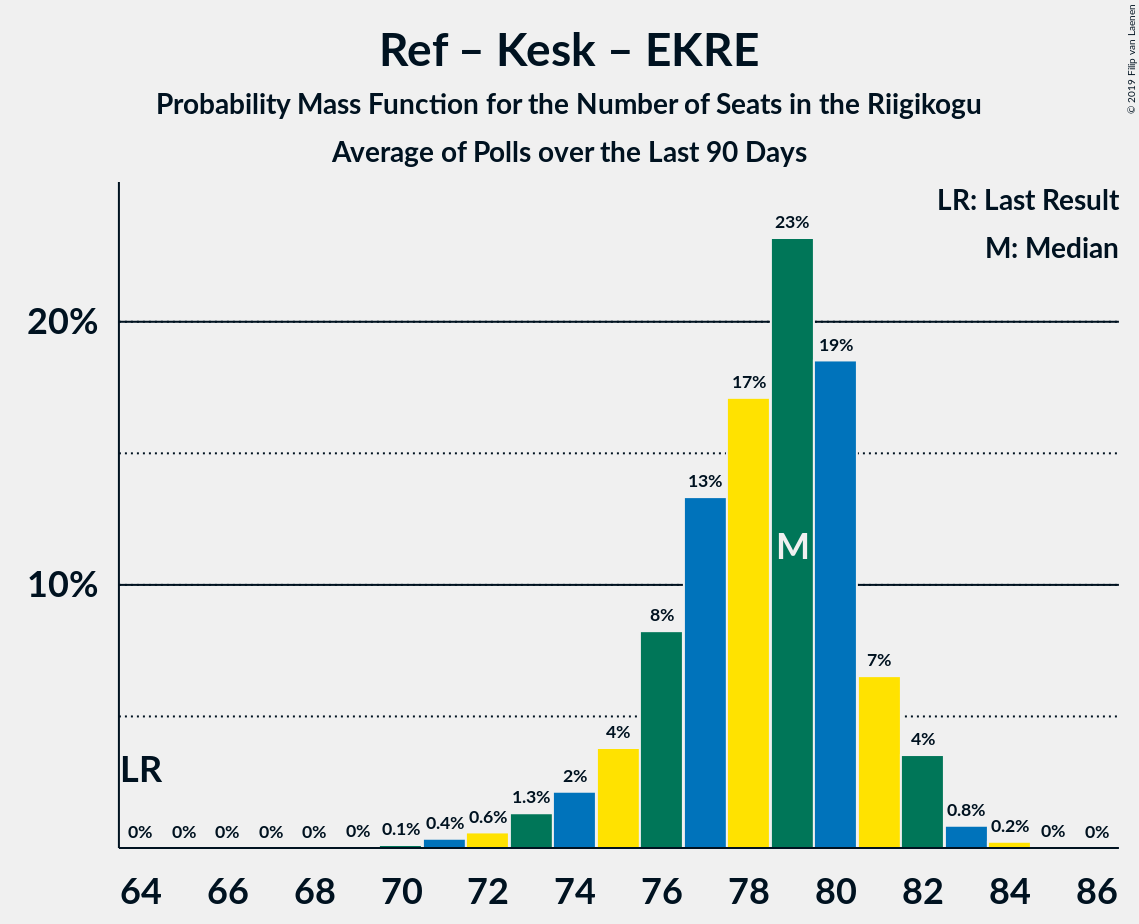 Ref – Kesk – EKRE
Probability Mass Function for the Number of Seats in the Riigikogu
Average of Polls over the Last 90 Days
© 2019 Filip van Laenen
LR: Last Result
M: Median
20%
10%
LR
M
0% 0% 0% 0% 0% 0% 0.1% 0.4% 0.6% 1.3% 2% 4% 8% 13% 17% 23% 19% 7% 4% 0.8% 0.2% 0% 0%
64 66 68 70 72 74 76 78 80 82 84 86